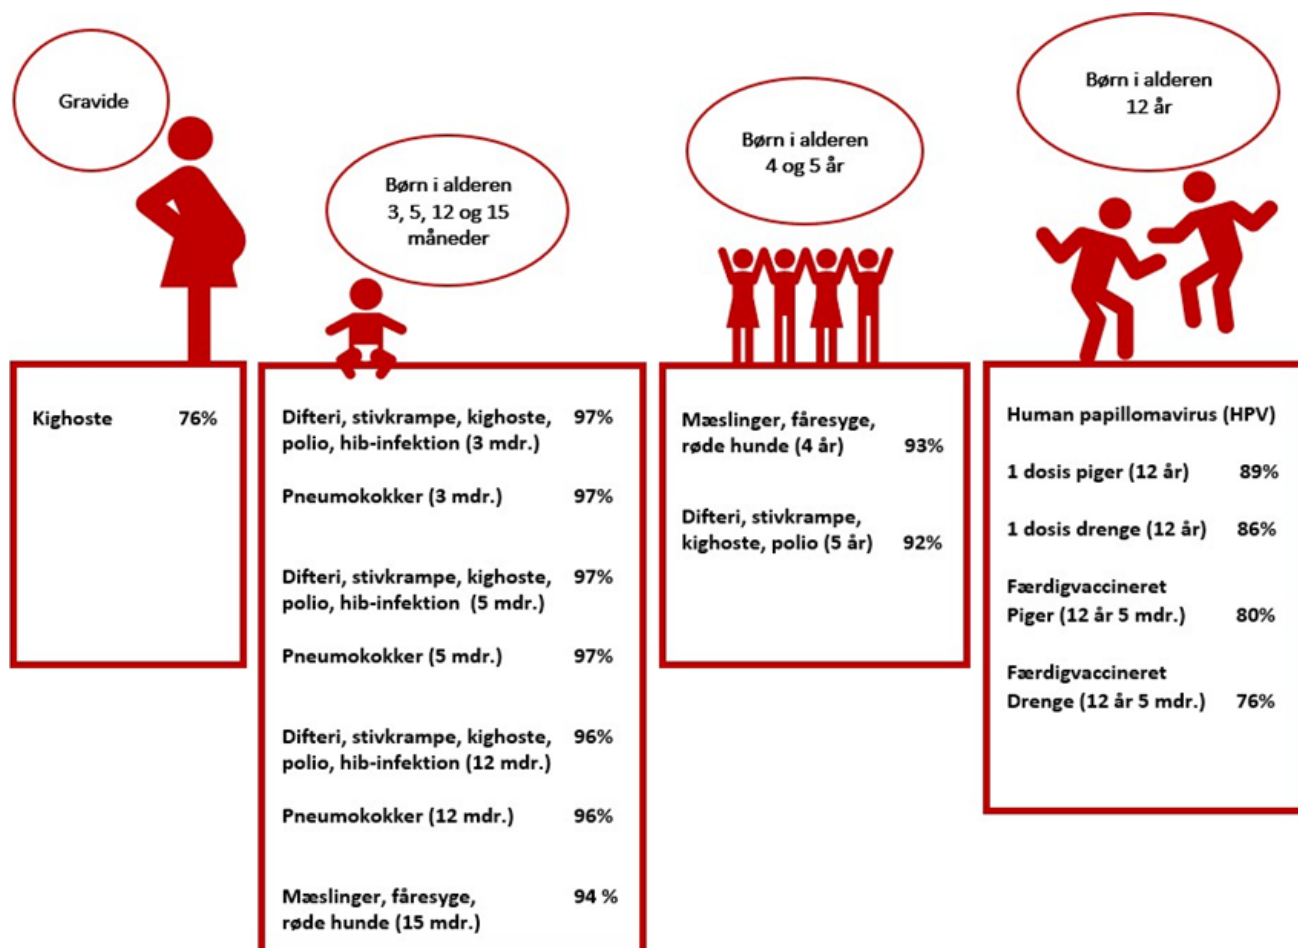 Gravide
Kighoste 76%
Børn i alderen
3, 5, 12 og 15
måneder
Difteri, stivkrampe, kighoste, 97%
polio, hib-infektion (3 mdr.)
Pneumokokker (3 mdr.) 97%
Difteri, stivkrampe, kighoste, 97%
polio, hib-infektion (5 mdr.)
Pneumokokker (5 mdr.) 97%
Difteri, stivkrampe, kighoste, 96%
polio, hib-infektion (12 mdr.)
Pneumokokker (12 mdr.) 96%
Mæslinger, fåresyge, 94 %
røde hunde (15 mdr.)
Børn i alderen
4 og 5 år
Mæslinger, fåresyge,
røde hunde (4 år) 93%
Difteri, stivkrampe,
kighoste, polio (5 år) 92%
Børn i alderen
12 år
Human papillomavirus (HPV)
1 dosis piger (12 år) 89%
1 dosis drenge (12 år) 86%
Færdigvaccineret
Piger (12 år 5 mdr.) 80%
Færdigvaccineret
Drenge (12 år 5 mdr.) 76%